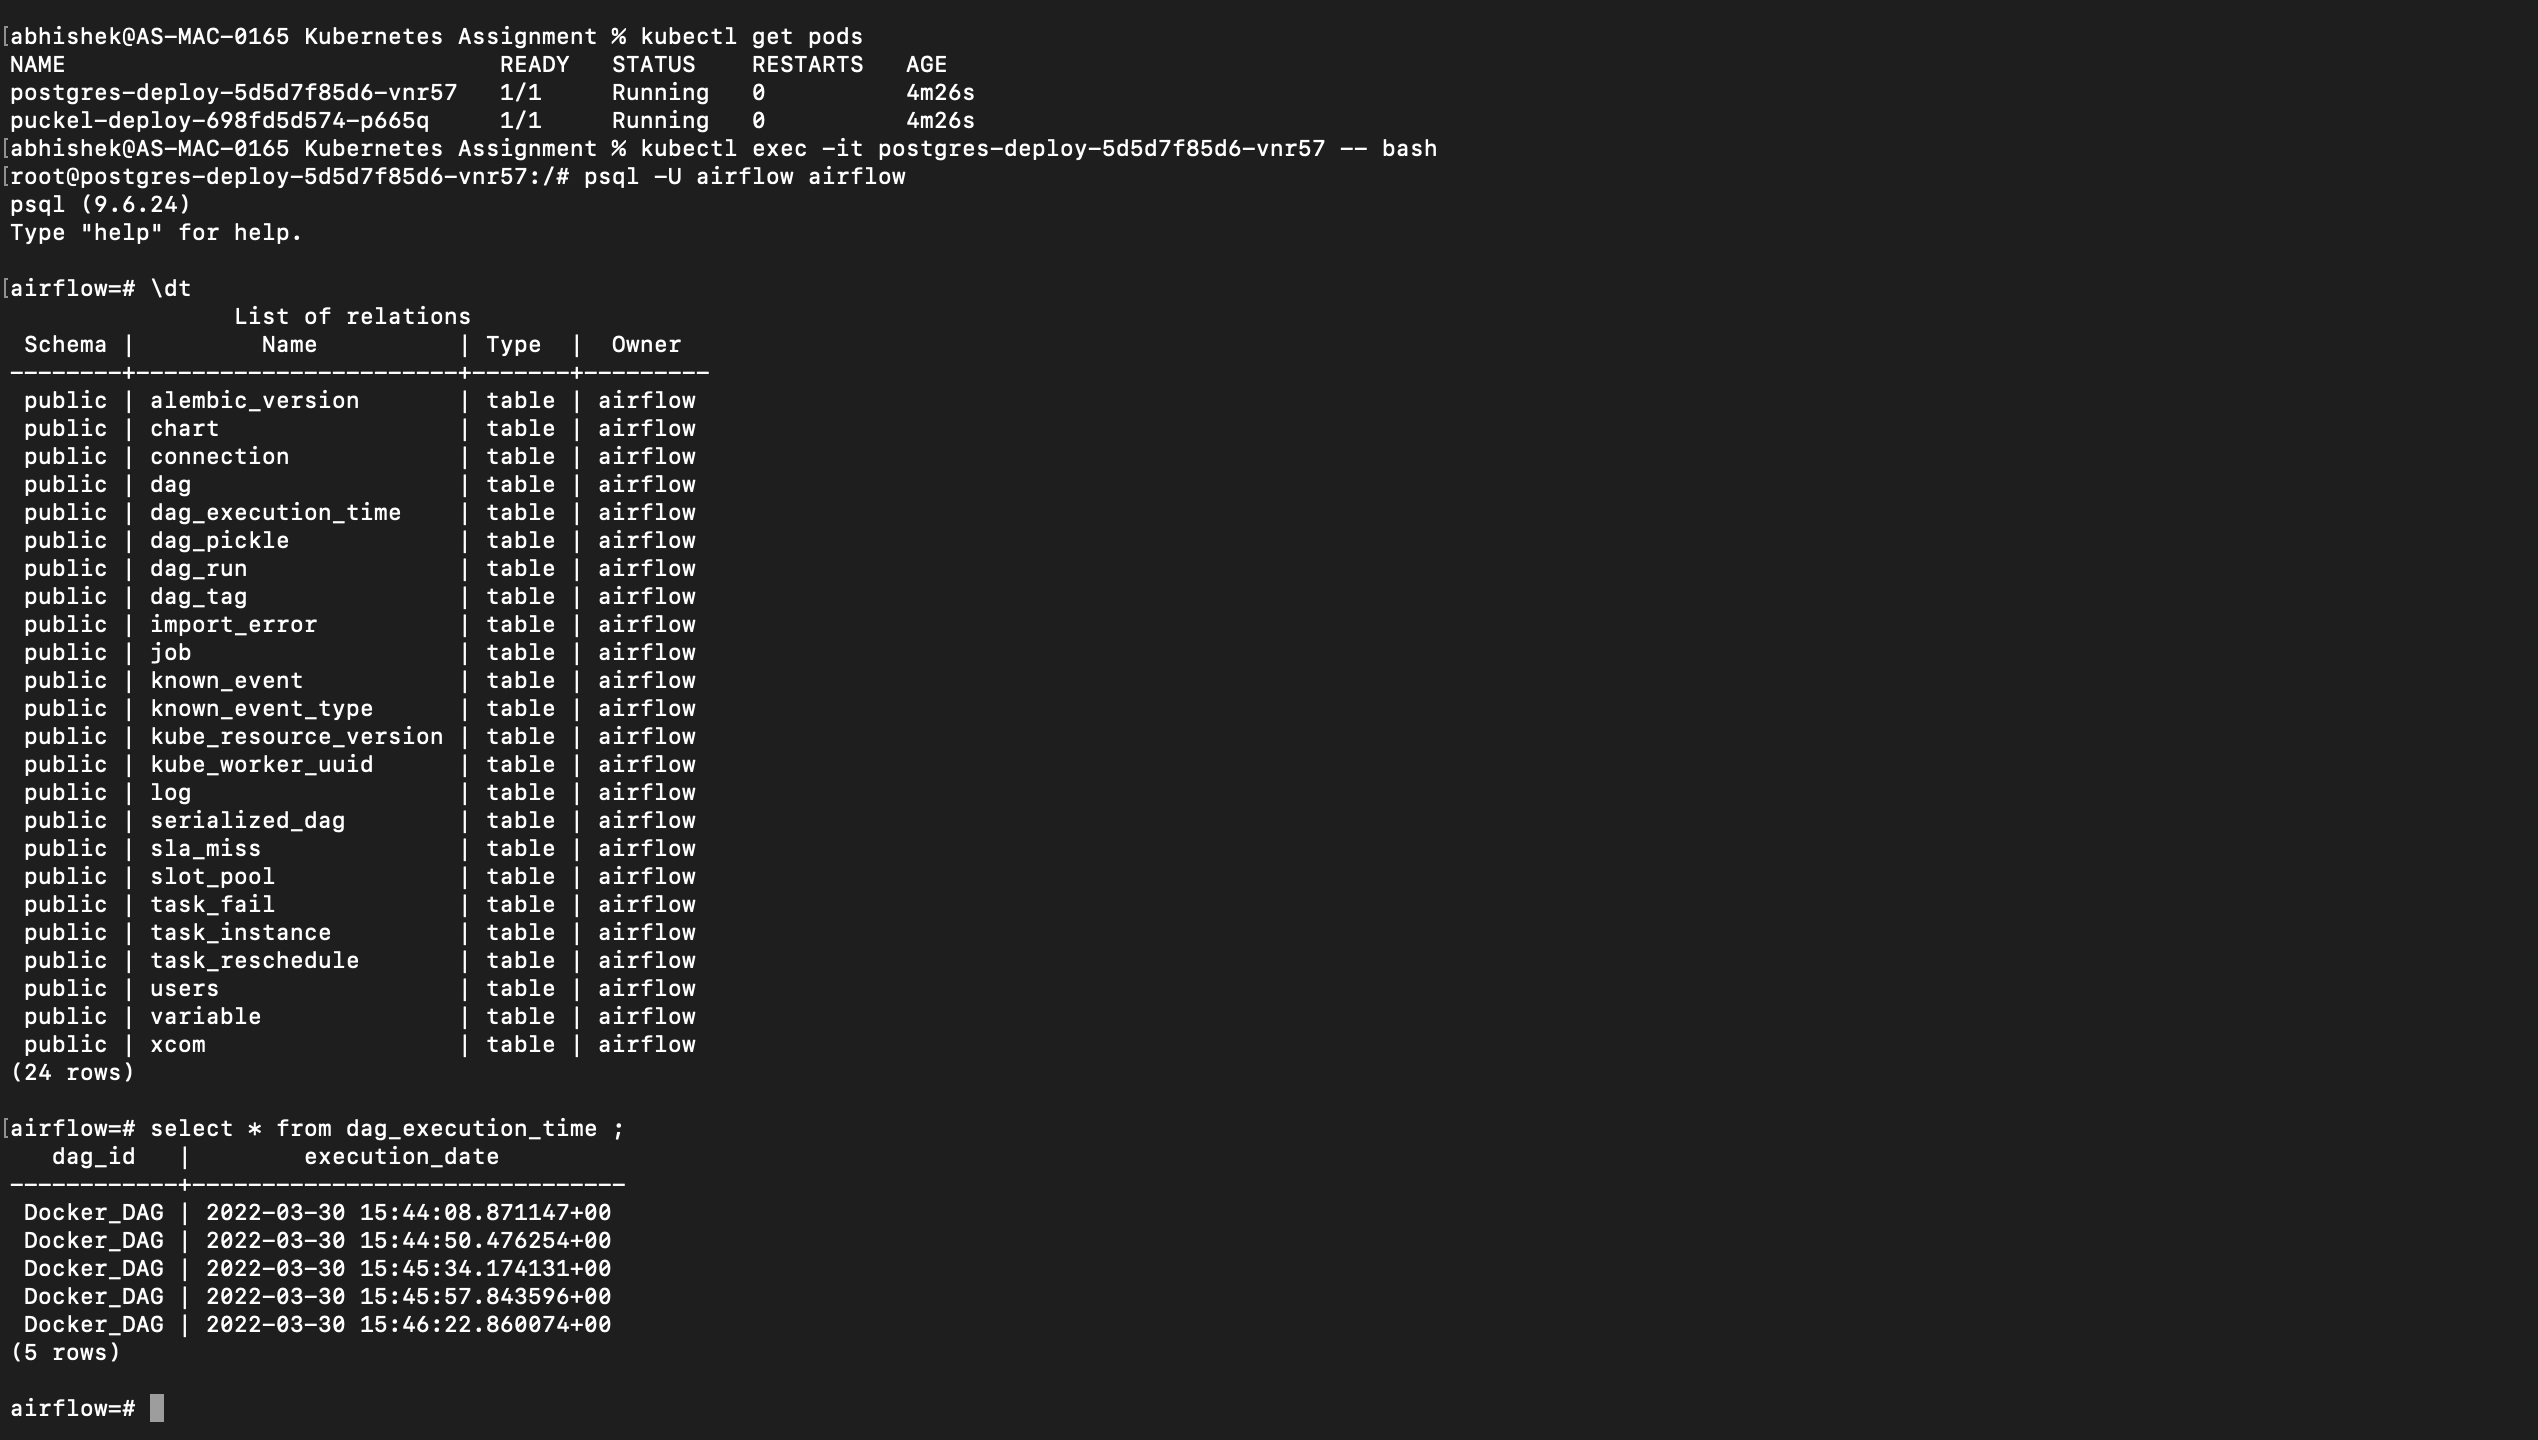 [abhishek@AS-MAC-0165 Kubernetes Assignment % kubectl get pods
NAME                               READY   STATUS    RESTARTS   AGE
postgres-deploy-5d5d7f85d6-vnr57   1/1     Running   0          4m26s
puckel-deploy-698fd5d574-p665q     1/1     Running   0          4m26s
[abhishek@AS-MAC-0165 Kubernetes Assignment % kubectl exec -it postgres-deploy-5d5d7f85d6-vnr57 -- bash
[root@postgres-deploy-5d5d7f85d6-vnr57:/# psql -U airflow airflow
psql (9.6.24)
Type "help" for help.

[airflow=# \dt
                List of relations
 Schema |         Name          | Type  |  Owner
--------+-----------------------+-------+---------
 public | alembic_version       | table | airflow
 public | chart                 | table | airflow
 public | connection            | table | airflow
 public | dag                   | table | airflow
 public | dag_execution_time    | table | airflow
 public | dag_pickle            | table | airflow
 public | dag_run               | table | airflow
 public | dag_tag               | table | airflow
 public | import_error          | table | airflow
 public | job                   | table | airflow
 public | known_event           | table | airflow
 public | known_event_type      | table | airflow
 public | kube_resource_version | table | airflow
 public | kube_worker_uuid      | table | airflow
 public | log                   | table | airflow
 public | serialized_dag        | table | airflow
 public | sla_miss              | table | airflow
 public | slot_pool             | table | airflow
 public | task_fail             | table | airflow
 public | task_instance         | table | airflow
 public | task_reschedule       | table | airflow
 public | users                 | table | airflow
 public | variable              | table | airflow
 public | xcom                  | table | airflow
(24 rows)

[airflow=# select * from dag_execution_time ;
   dag_id   |        execution_date
------------+-------------------------------
 Docker_DAG | 2022-03-30 15:44:08.871147+00
 Docker_DAG | 2022-03-30 15:44:50.476254+00
 Docker_DAG | 2022-03-30 15:45:34.174131+00
 Docker_DAG | 2022-03-30 15:45:57.843596+00
 Docker_DAG | 2022-03-30 15:46:22.860074+00
(5 rows)

airflow=#